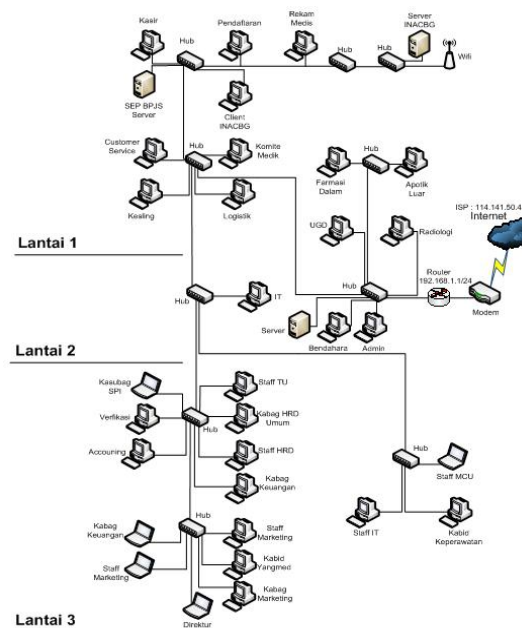 Kasir
Pendaftaran
Rekam
Medis
Server
INACBG
Hub
Hub
Hub
Wifi
SEP BPJS
Server
Client
INACBG
Customer
Service
Hub
Komite
Medik
Hub
Kesling
Logistik
Farmasi
Dalam
Apotik
Luar
ISP : 114.141.50.4
Internet
UGD
Radiologi
Lantai 1
Hub
Router
192.168.1.1/24
Hub
IT
Modem
Server
Bendahara
Admin
Lantai 2
Kasubag
SPI
Staff TU
Verfikasi
Kabag HRD
Umum
Hub
Hub
Accouning
Staff HRD
Staff MCU
Kabag
Keuangan
Hub
Staff IT
Kabid
Keperawatan
Kabag
Keuangan
Staff
Marketing
Staff
Marketing
Kabid
Yangmed
Kabag
Marketing
Direktur
Lantai 3